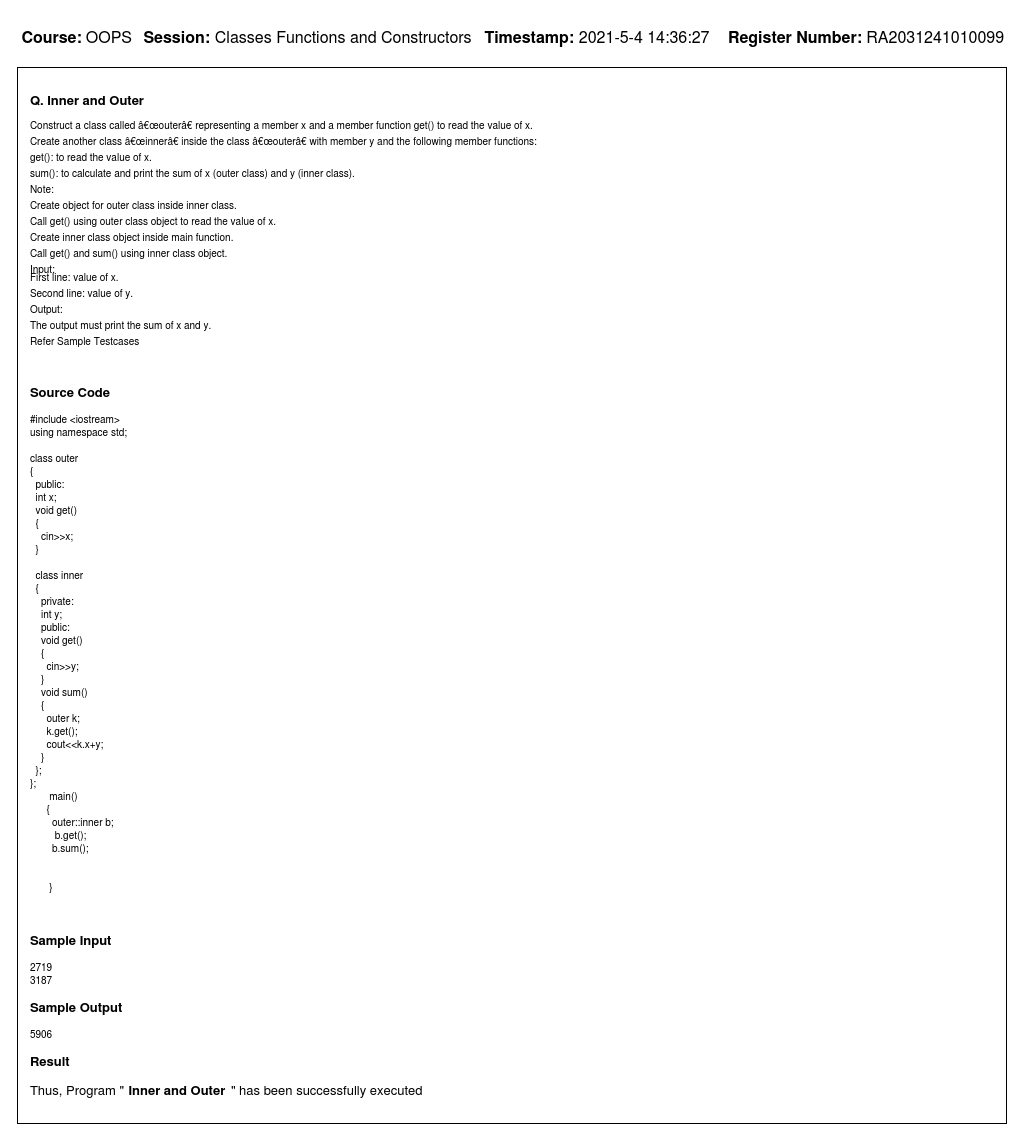 Course: OOPS Session: Classes Functions and Constructors Timestamp: 2021-5-4 14:36:27 Register Number: RA2031241010099
Q. Inner and Outer
Construct a class called â€œouterâ€ representing a member x and a member function get() to read the value of x.
Create another class â€œinnerâ€ inside the class â€œouterâ€ with member y and the following member functions:
get(): to read the value of x.
sum(): to calculate and print the sum of x (outer class) and y (inner class).
Note:
Create object for outer class inside inner class.
Call get() using outer class object to read the value of x.
Create inner class object inside main function.
Call get() and sum() using inner class object.
Input:
First line: value of x.
Second line: value of y.
Output:
The output must print the sum of x and y.
Refer Sample Testcases
Source Code
#include <iostream>
using namespace std;
class outer
{
public:
int x;
void get()
{
cin>>x;
}
class inner
{
private:
int y;
public:
void get()
{
cin>>y;
}
void sum()
{
outer k;
k.get();
cout<<k.x+y;
}
};
};
main()
{
outer::inner b;
b.get();
b.sum();
}
Sample Input
2719
3187
Sample Output
5906
Result
Thus, Program " Inner and Outer " has been successfully executed